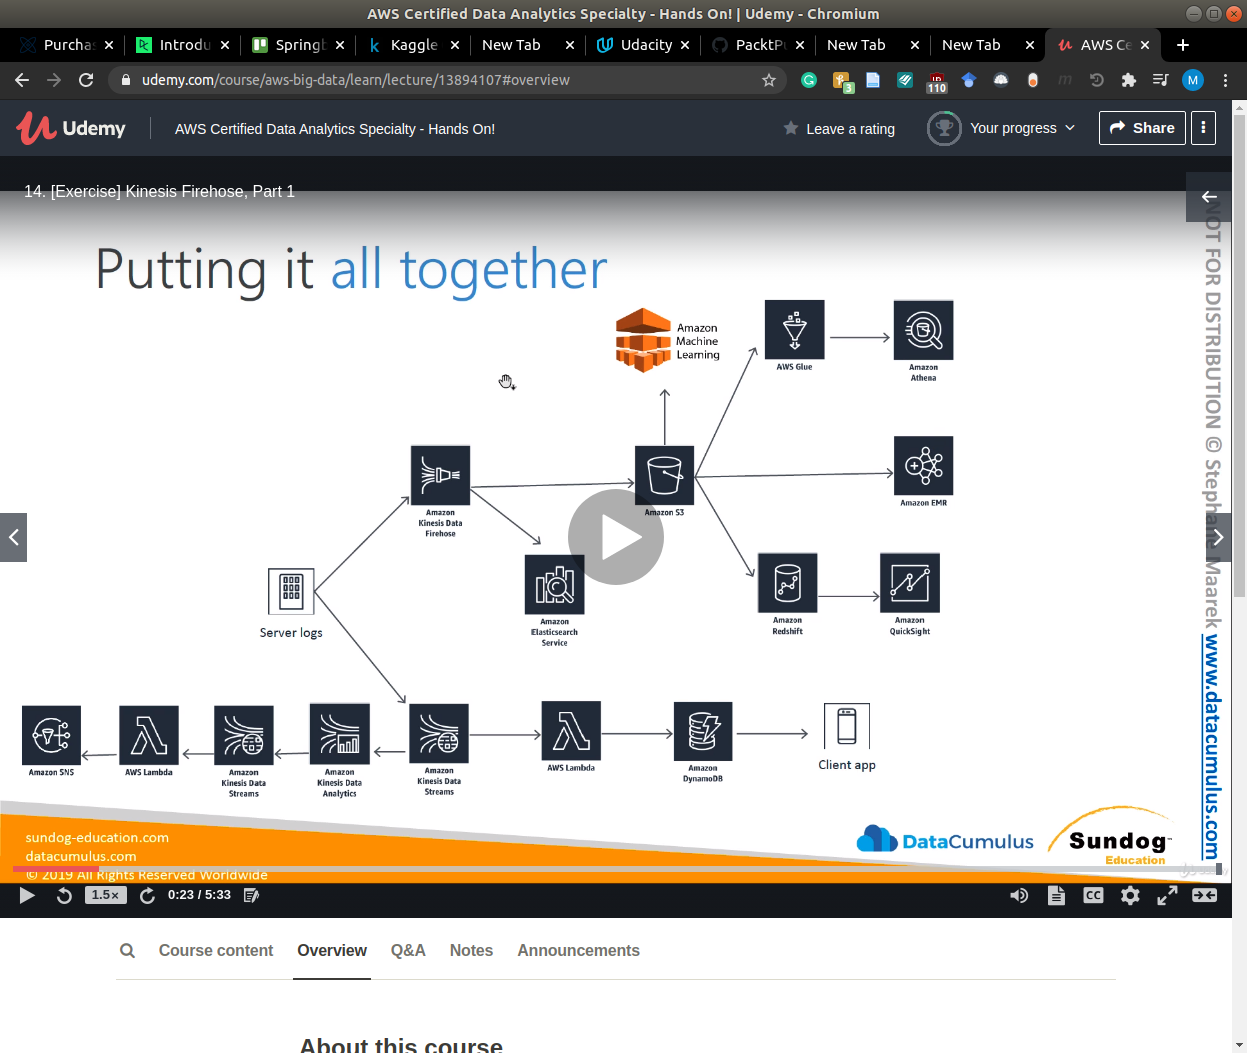 AWS Certified Data Analytics Specialty - Hands On! | Udemy - Chromium
Purchas
Introdu
Springb
Kaggle
New Tab
Udacity
PacktPu
New Tab
New Tab
AWS Ce
udemy.com/course/aws-big-data/learn/lecture/13894107#overview
3
110
M
Udemy
AWS Certified Data Analytics Specialty - Hands On!
Leave a rating
Your progress
Share
14. [Exercise] Kinesis Firehose, Part 1
Putting it all together
Amazon
Machine
Learning
AWS Glue
Amazon
Athena
Amazon
Kinesis Data
Firehose
Amazon S3
Amazon EMR
Server logs
Amazon
Elasticsearch
Service
Amazon
Redshift
Amazon
QuickSight
Amazon SNS
AWS Lambda
Amazon
Kinesis Data
Streams
Amazon
Kinesis Data
Analytics
Amazon
Kinesis Data
Streams
AWS Lambda
Amazon
DynamoDB
Client app
NOT FOR DISTRIBUTION © Stephane Maarek www.datacumulus.com
sundog-education.com
datacumulus.com
© 2019 All Rights Reserved Worldwide
DataCumulus
Sundog
Education
1.5×
0:23 / 5:33
CC
Course content
Overview
Q&A
Notes
Announcements
About this course